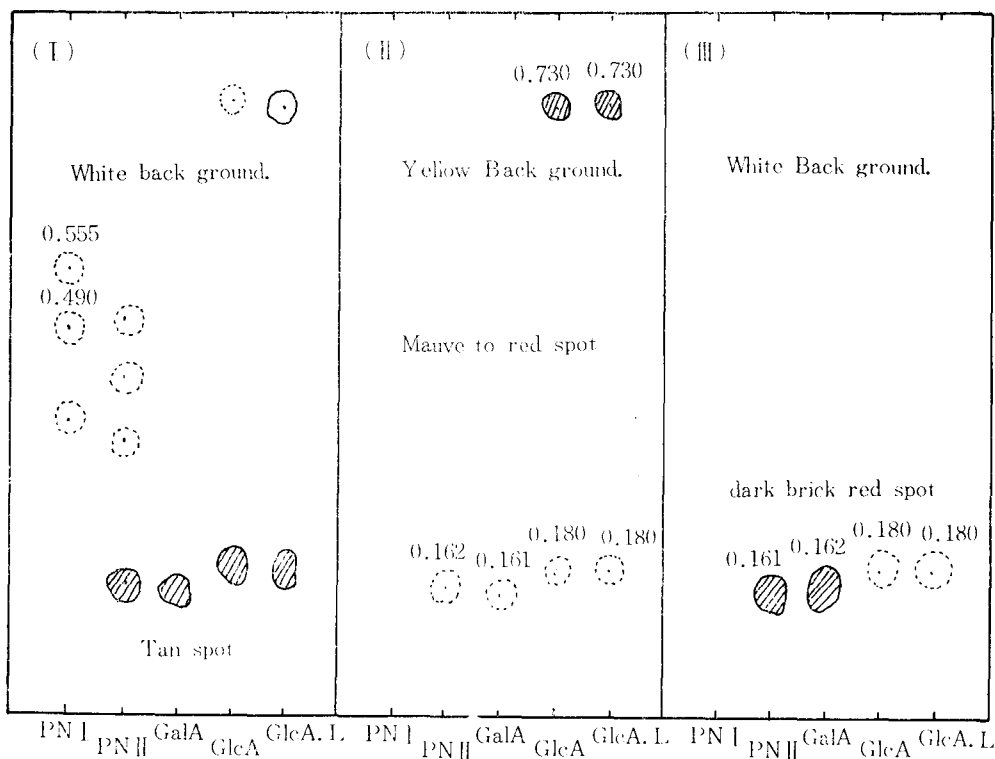 (I)
White back ground.
0.555
0.490
Tan spot
PN I
PN II
GalA
GlcA
GlcA.L
(II)
0.730 0.730
Yellow Back ground.
Mauve to red spot
0.162
0.161
0.180
0.180
PN I
PN II
GalA
GlcA
GlcA.L
(III)
White Back ground.
dark brick red spot
0.161
0.162
0.180
0.180
PN I
PN II
GalA
GlcA
GlcA.L